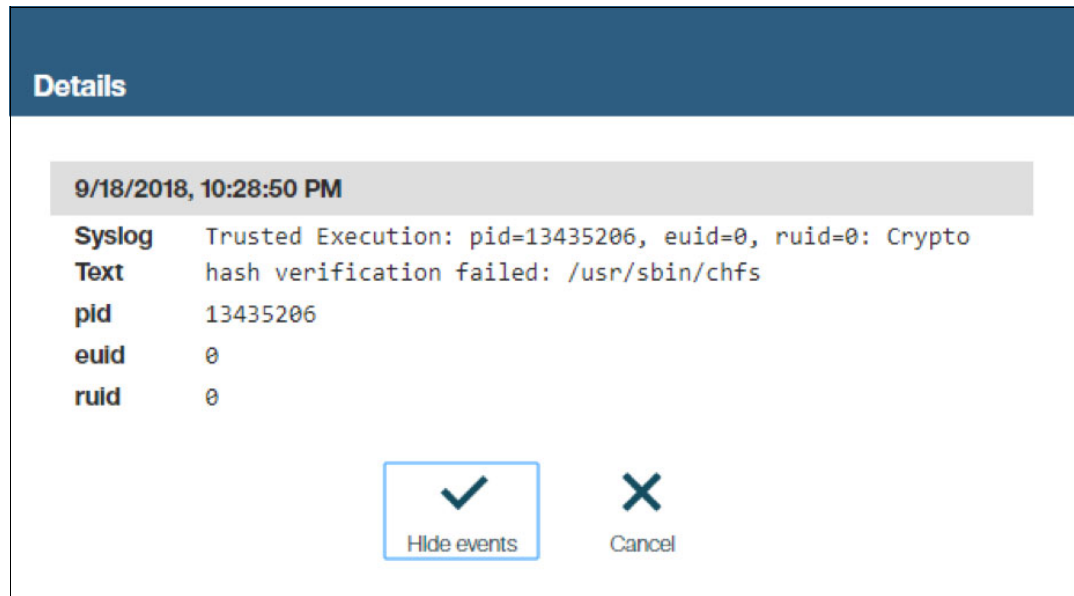 Details
9/18/2018, 10:28:50 PM
Syslog Text Trusted Execution: pid=13435206, euid=0, ruid=0: Crypto
hash verification failed: /usr/sbin/chfs
pid 13435206
euid 0
ruid 0
HIde events Cancel